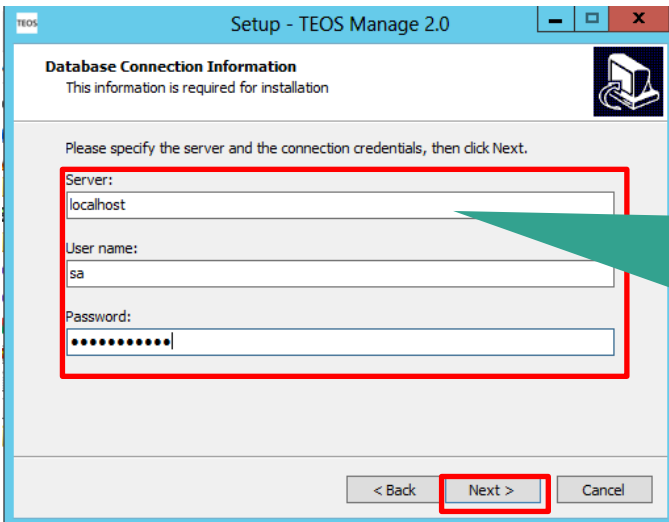 TEOS
Setup - TEOS Manage 2.0
Database Connection Information
This information is required for installation
Please specify the server and the connection credentials, then click Next.
Server:
localhost
User name:
sa
Password:
●●●●●●●●●●●
< Back Next > Cancel